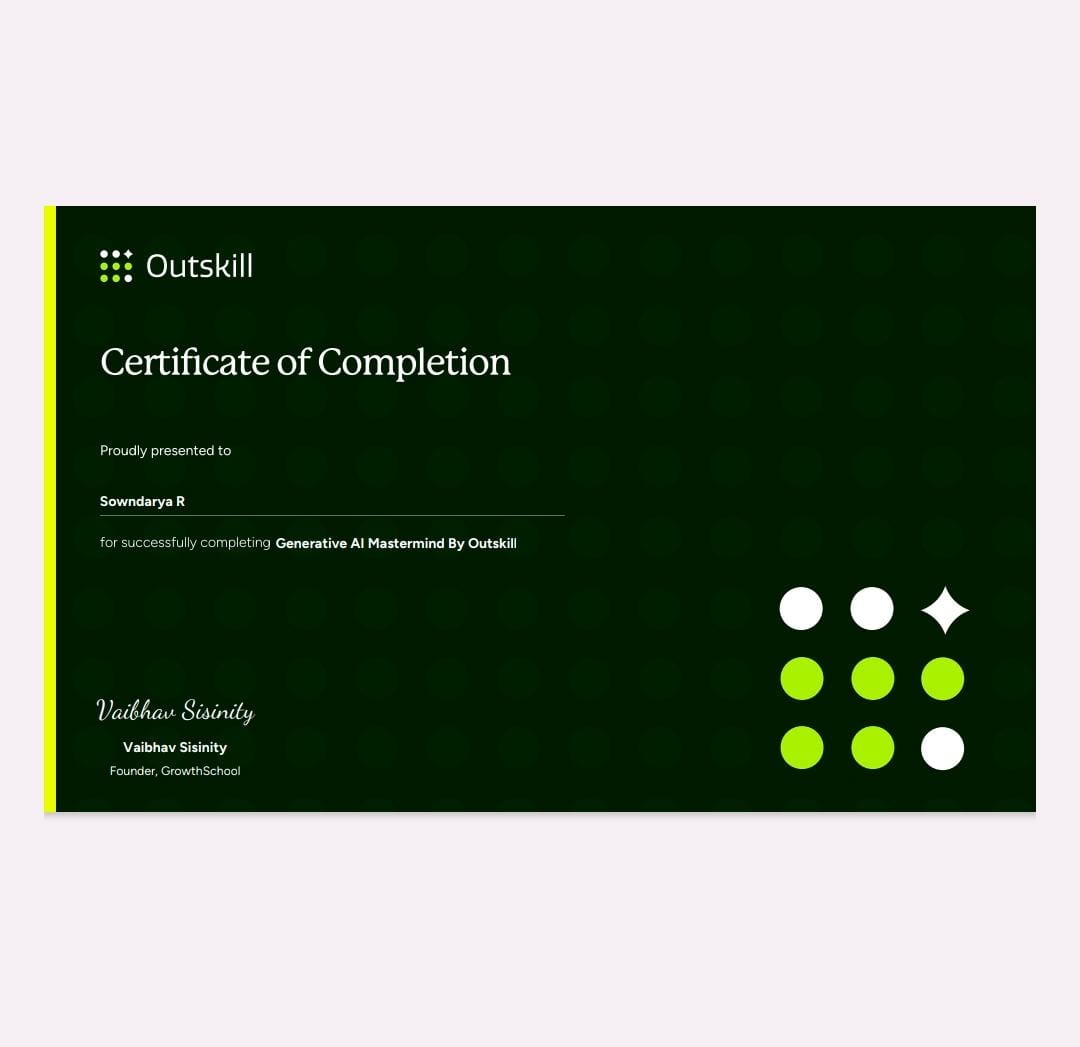 Outskill
Certificate of Completion
Proudly presented to
Sowndarya R
for successfully completing Generative AI Mastermind By Outskill
Vaibhav Sisinity
Vaibhav Sisinity
Founder, GrowthSchool